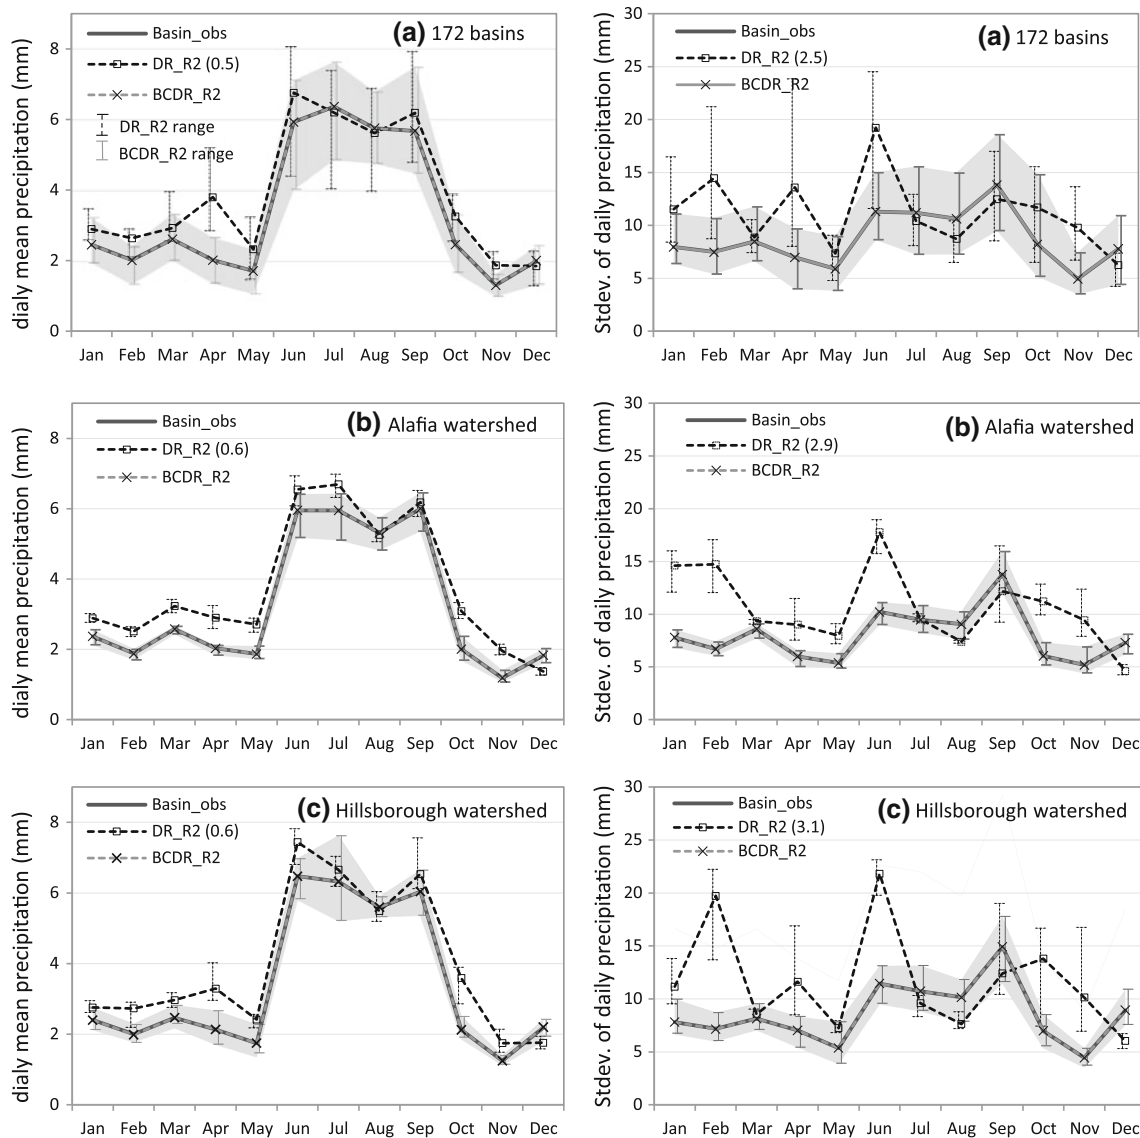 dialy mean precipitation (mm)
8
6
4
2
0
Basin_obs
DR_R2 (0.5)
BCDR_R2
DR_R2 range
BCDR_R2 range
(a) 172 basins
Jan Feb Mar Apr May Jun Jul Aug Sep Oct Nov Dec
Stdev. of daily precipitation (mm)
30
25
20
15
10
5
0
Basin_obs
DR_R2 (2.5)
BCDR_R2
(a) 172 basins
Jan Feb Mar Apr May Jun Jul Aug Sep Oct Nov Dec
dialy mean precipitation (mm)
8
6
4
2
0
Basin_obs
DR_R2 (0.6)
BCDR_R2
(b) Alafia watershed
Jan Feb Mar Apr May Jun Jul Aug Sep Oct Nov Dec
Stdev. of daily precipitation (mm)
30
25
20
15
10
5
0
Basin_obs
DR_R2 (2.9)
BCDR_R2
(b) Alafia watershed
Jan Feb Mar Apr May Jun Jul Aug Sep Oct Nov Dec
dialy mean precipitation (mm)
8
6
4
2
0
Basin_obs
DR_R2 (0.6)
BCDR_R2
(c) Hillsborough watershed
Jan Feb Mar Apr May Jun Jul Aug Sep Oct Nov Dec
Stdev. of daily precipitation (mm)
30
25
20
15
10
5
0
Basin_obs
DR_R2 (3.1)
BCDR_R2
(c) Hillsborough watershed
Jan Feb Mar Apr May Jun Jul Aug Sep Oct Nov Dec